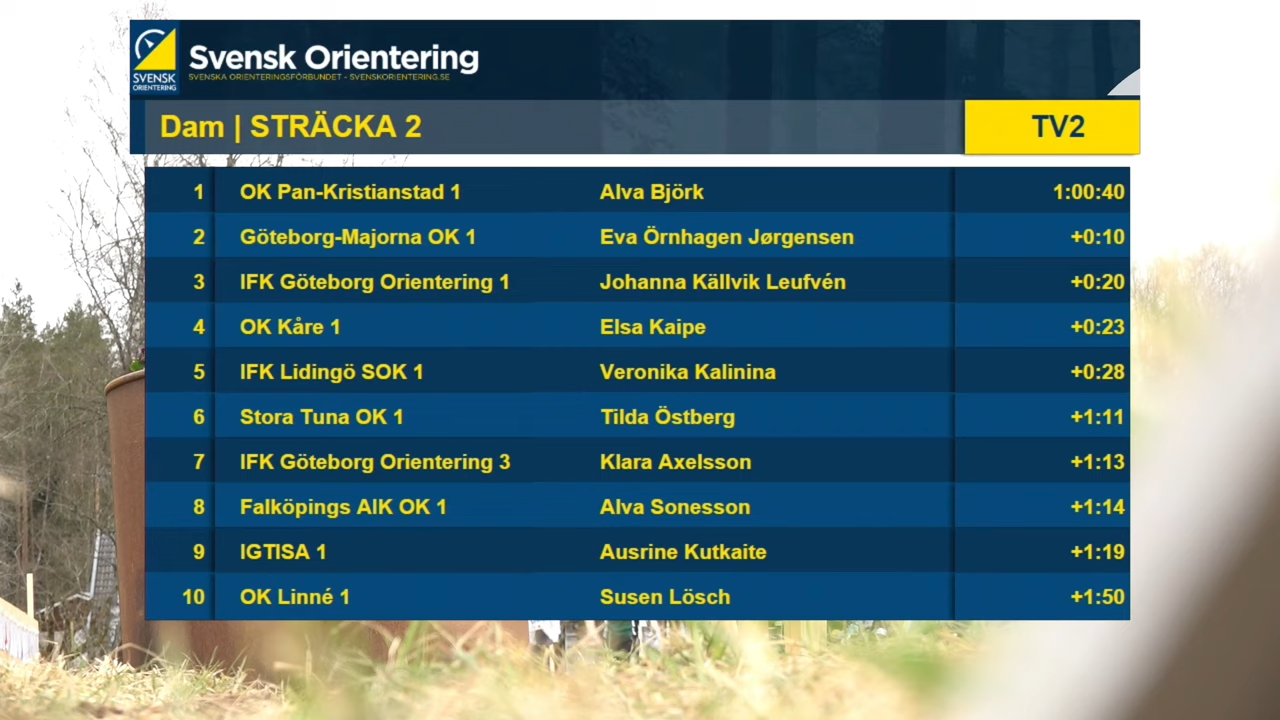 SVENSK
ORIENTERING
Svensk Orientering
SVENSKA ORIENTERINGSFÖRBUNDET - SVENSKORIENTERING.SE
Dam | STRÄCKA 2 TV2
1 OK Pan-Kristianstad 1 Alva Björk 1:00:40
2 Göteborg-Majorna OK 1 Eva Örnhagen Jørgensen +0:10
3 IFK Göteborg Orientering 1 Johanna Källvik Leufvén +0:20
4 OK Kåre 1 Elsa Kaipe +0:23
5 IFK Lidingö SOK 1 Veronika Kalinina +0:28
6 Stora Tuna OK 1 Tilda Östberg +1:11
7 IFK Göteborg Orientering 3 Klara Axelsson +1:13
8 Falköpings AIK OK 1 Alva Sonesson +1:14
9 IGTISA 1 Ausrine Kutkaite +1:19
10 OK Linné 1 Susen Lösch +1:50